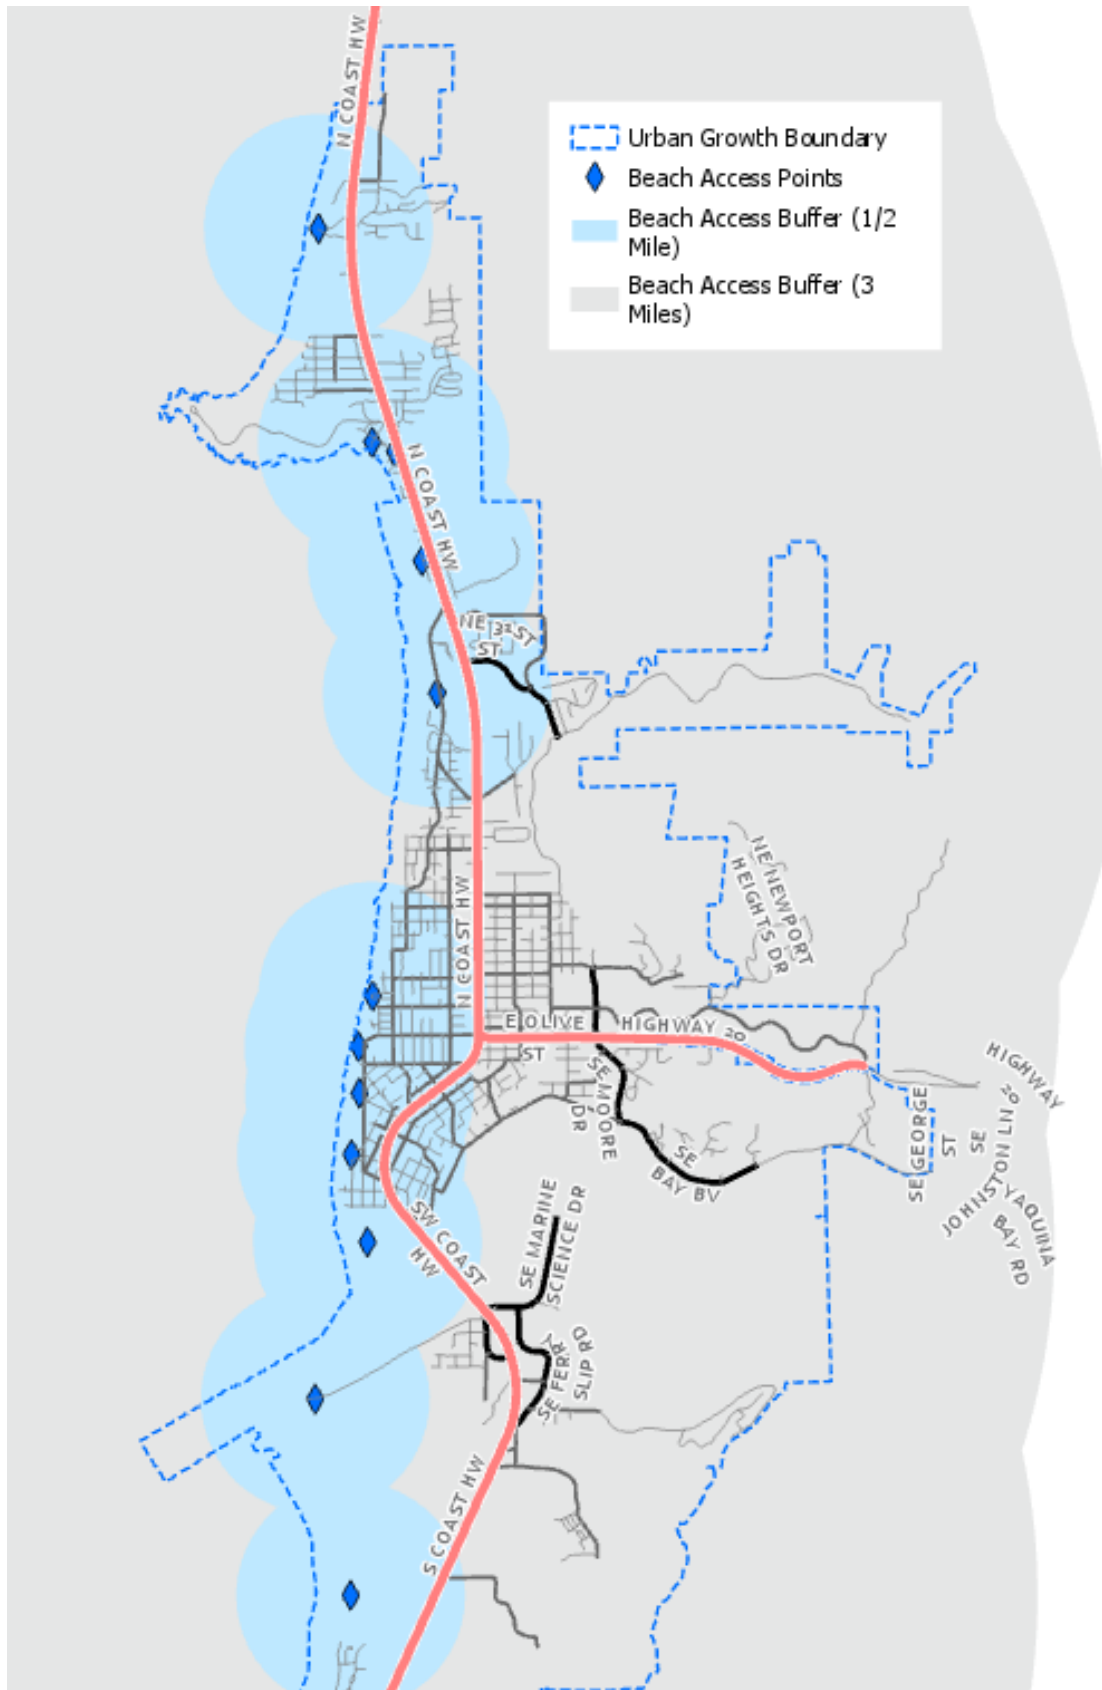 N COAST HW
Urban Growth Boundary
Beach Access Points
Beach Access Buffer (1/2
Mile)
Beach Access Buffer (3
Miles)
N COAST HW
NE 31ST
ST
NE NEWPORT
HEIGHTS DR
N COAST HW
E OLIVE
ST
HIGHWAY 20
SE MOORE
DR
SE
BAY BV
HIGHWAY
20
SE GEORGE
ST
SE
JOHNSTON LN
YAQUINA
BAY RD
SW COAST
HW
SE MARINE
SCIENCE DR
SE FERRY
SLIP RD
S COAST HW